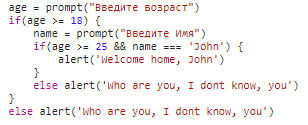 age = prompt("Введите возраст")
if(age >= 18) {
name = prompt("Введите Имя")
if(age >= 25 && name === 'John') {
alert('Welcome home, John')
}
else alert('Who are you, I dont know, you')
}
else alert('Who are you, I dont know, you')